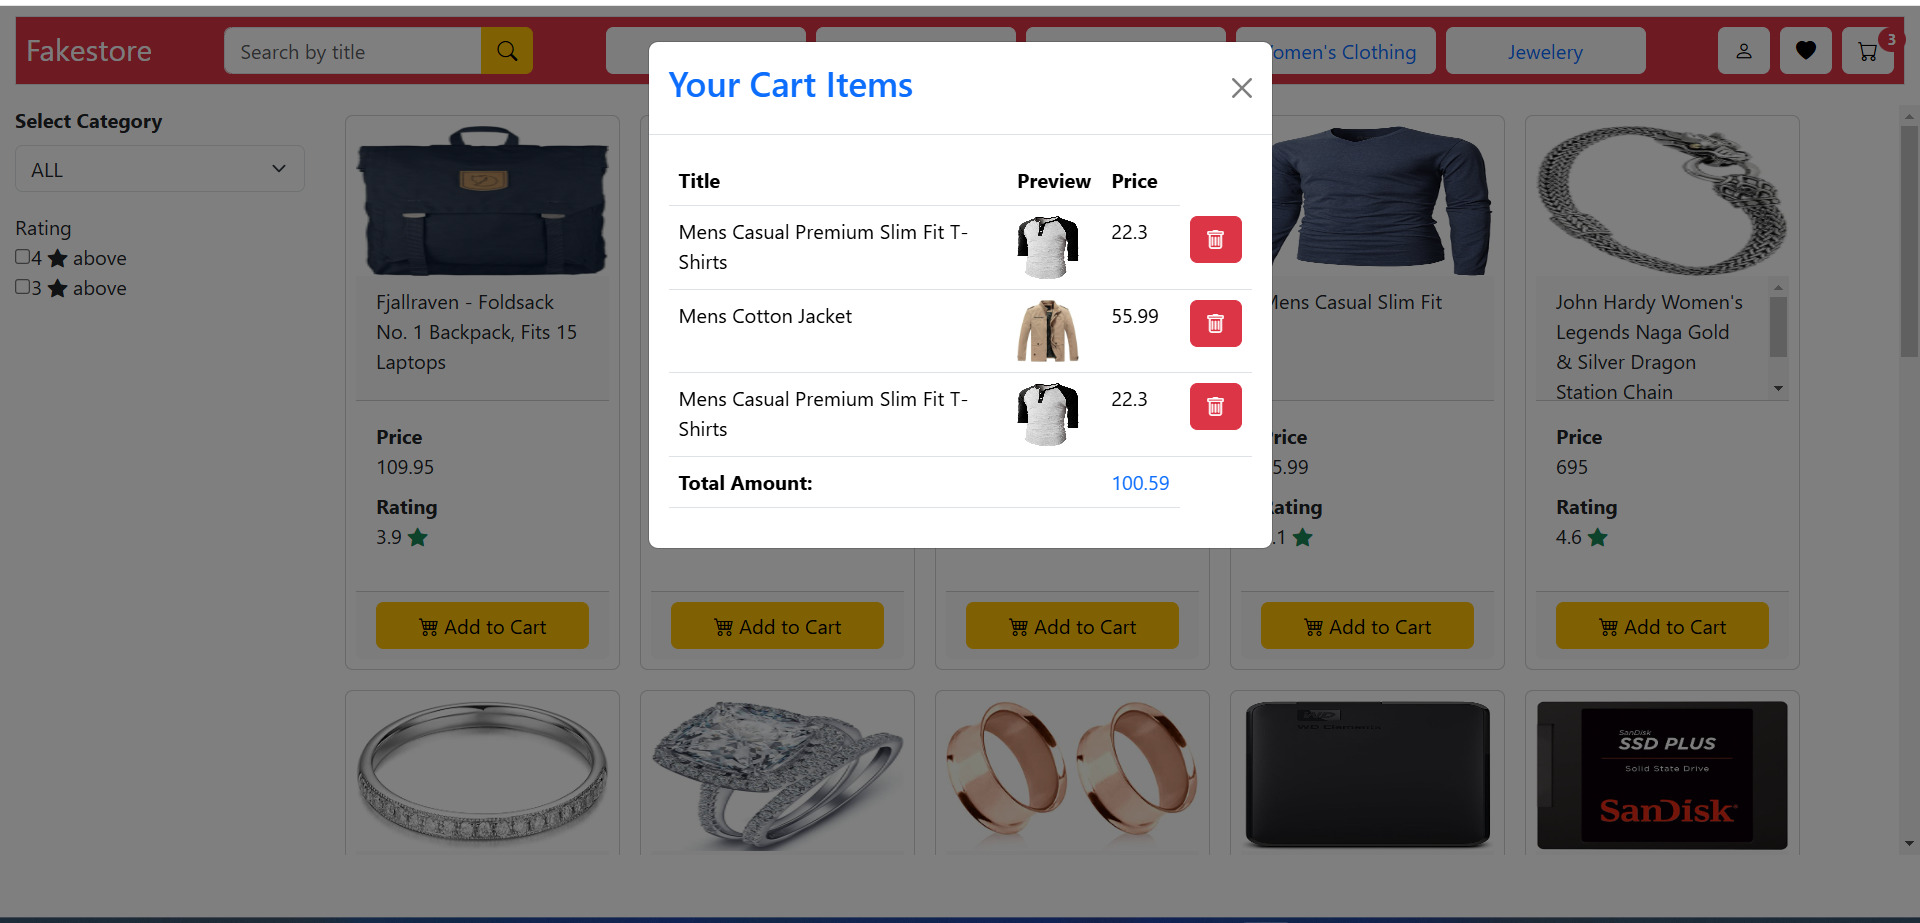 Fakestore
Search by title
omen's Clothing
Jewelery
3
Your Cart Items
Title Preview Price
Mens Casual Premium Slim Fit T-
Shirts
22.3
Mens Cotton Jacket
55.99
Mens Casual Premium Slim Fit T-
Shirts
22.3
Total Amount:
100.59
Select Category
ALL
Rating
4 above
3 above
Fjallraven - Foldsack
No. 1 Backpack, Fits 15
Laptops
Price
109.95
Rating
3.9
Add to Cart
Add to Cart
Add to Cart
Mens Casual Slim Fit
rice
5.99
ating
.1
Add to Cart
John Hardy Women's
Legends Naga Gold
& Silver Dragon
Station Chain
Price
695
Rating
4.6
Add to Cart
WD Elements
SanDisk
SSD PLUS
Solid State Drive
SanDisk